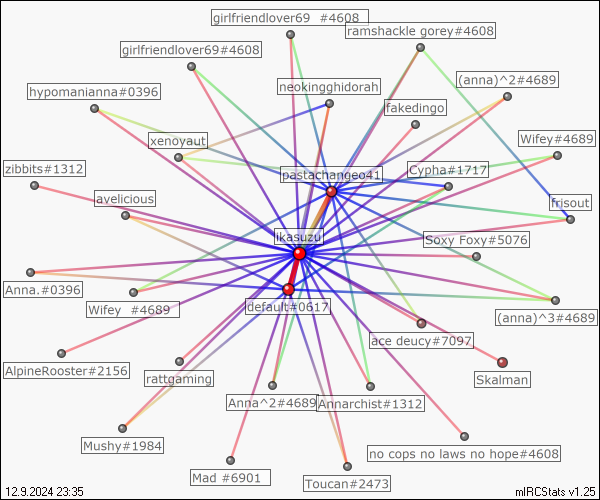 girlfriendlover69  #4608
ramshackle gorey#4608
girlfriendlover69#4608
(anna)^2#4689
neokingghidorah
hypomanianna#0396
fakedingo
xenoyaut
Wifey#4689
zibbits#1312
pastachangeo41
Cypha#1717
avelicious
frisout
ikasuzu
Soxy Foxy#5076
Anna.#0396
Wifey  #4689
default#0617
(anna)^3#4689
ace deucy#7097
AlpineRooster#2156
rattgaming
Skalman
Anna^2#4689
Annarchist#1312
Mushy#1984
no cops no laws no hope#4608
Mad #6901
Toucan#2473
12.9.2024 23:35
mIRCStats v1.25